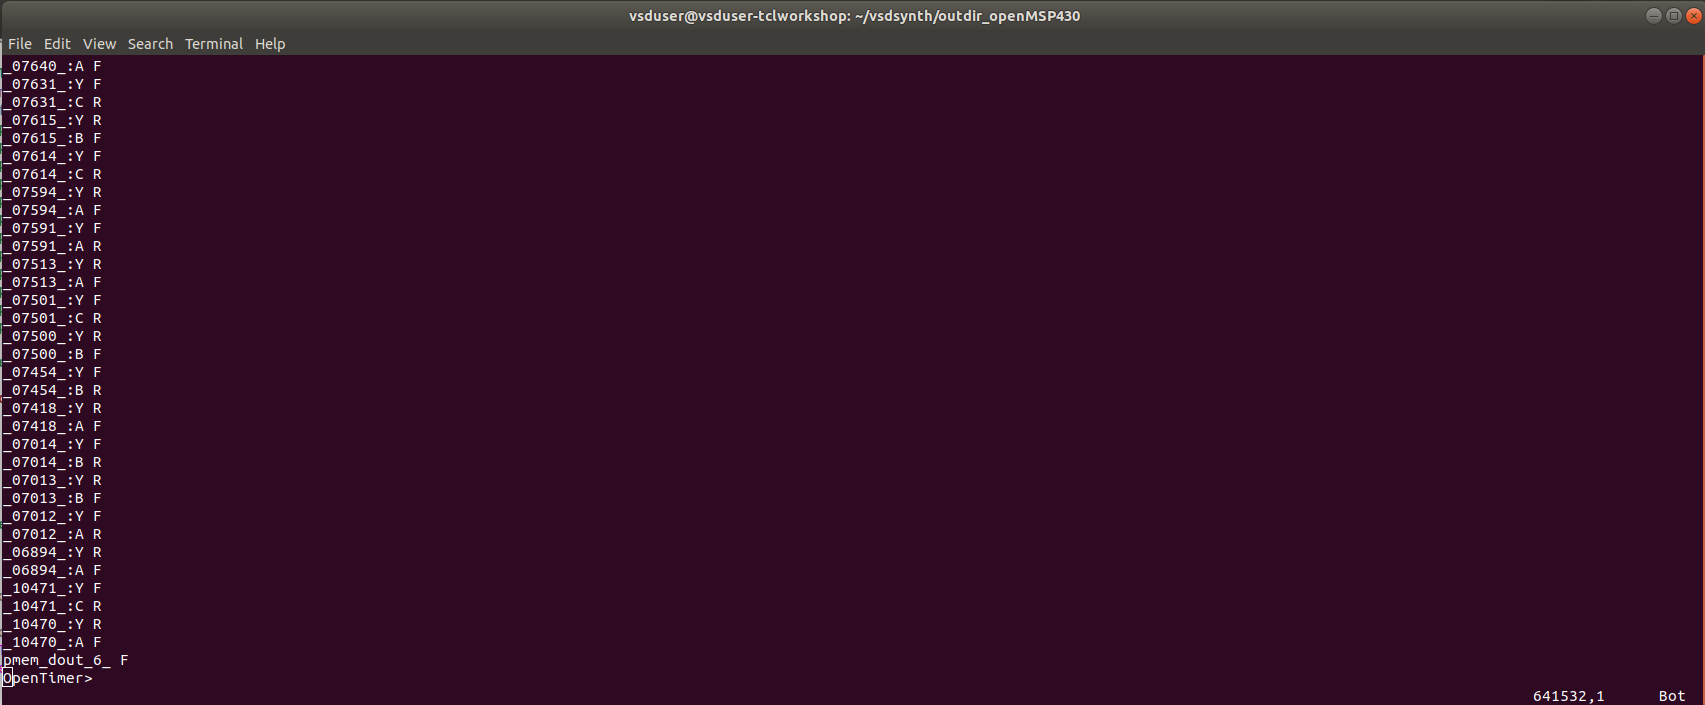 vsduser@vsduser-tclworkshop: ~/vsdsynth/outdir_openMSP430
File Edit View Search Terminal Help
_07640_:A F
_07631_:Y F
_07631_:C R
_07615_:Y R
_07615_:B F
_07614_:Y F
_07614_:C R
_07594_:Y R
_07594_:A F
_07591_:Y F
_07591_:A R
_07513_:Y R
_07513_:A F
_07501_:Y F
_07501_:C R
_07500_:Y R
_07500_:B F
_07454_:Y F
_07454_:B R
_07418_:Y R
_07418_:A F
_07014_:Y F
_07014_:B R
_07013_:Y R
_07013_:B F
_07012_:Y F
_07012_:A R
_06894_:Y R
_06894_:A F
_10471_:Y F
_10471_:C R
_10470_:Y R
_10470_:A F
pmem_dout_6_ F
OpenTimer>
641532,1 Bot